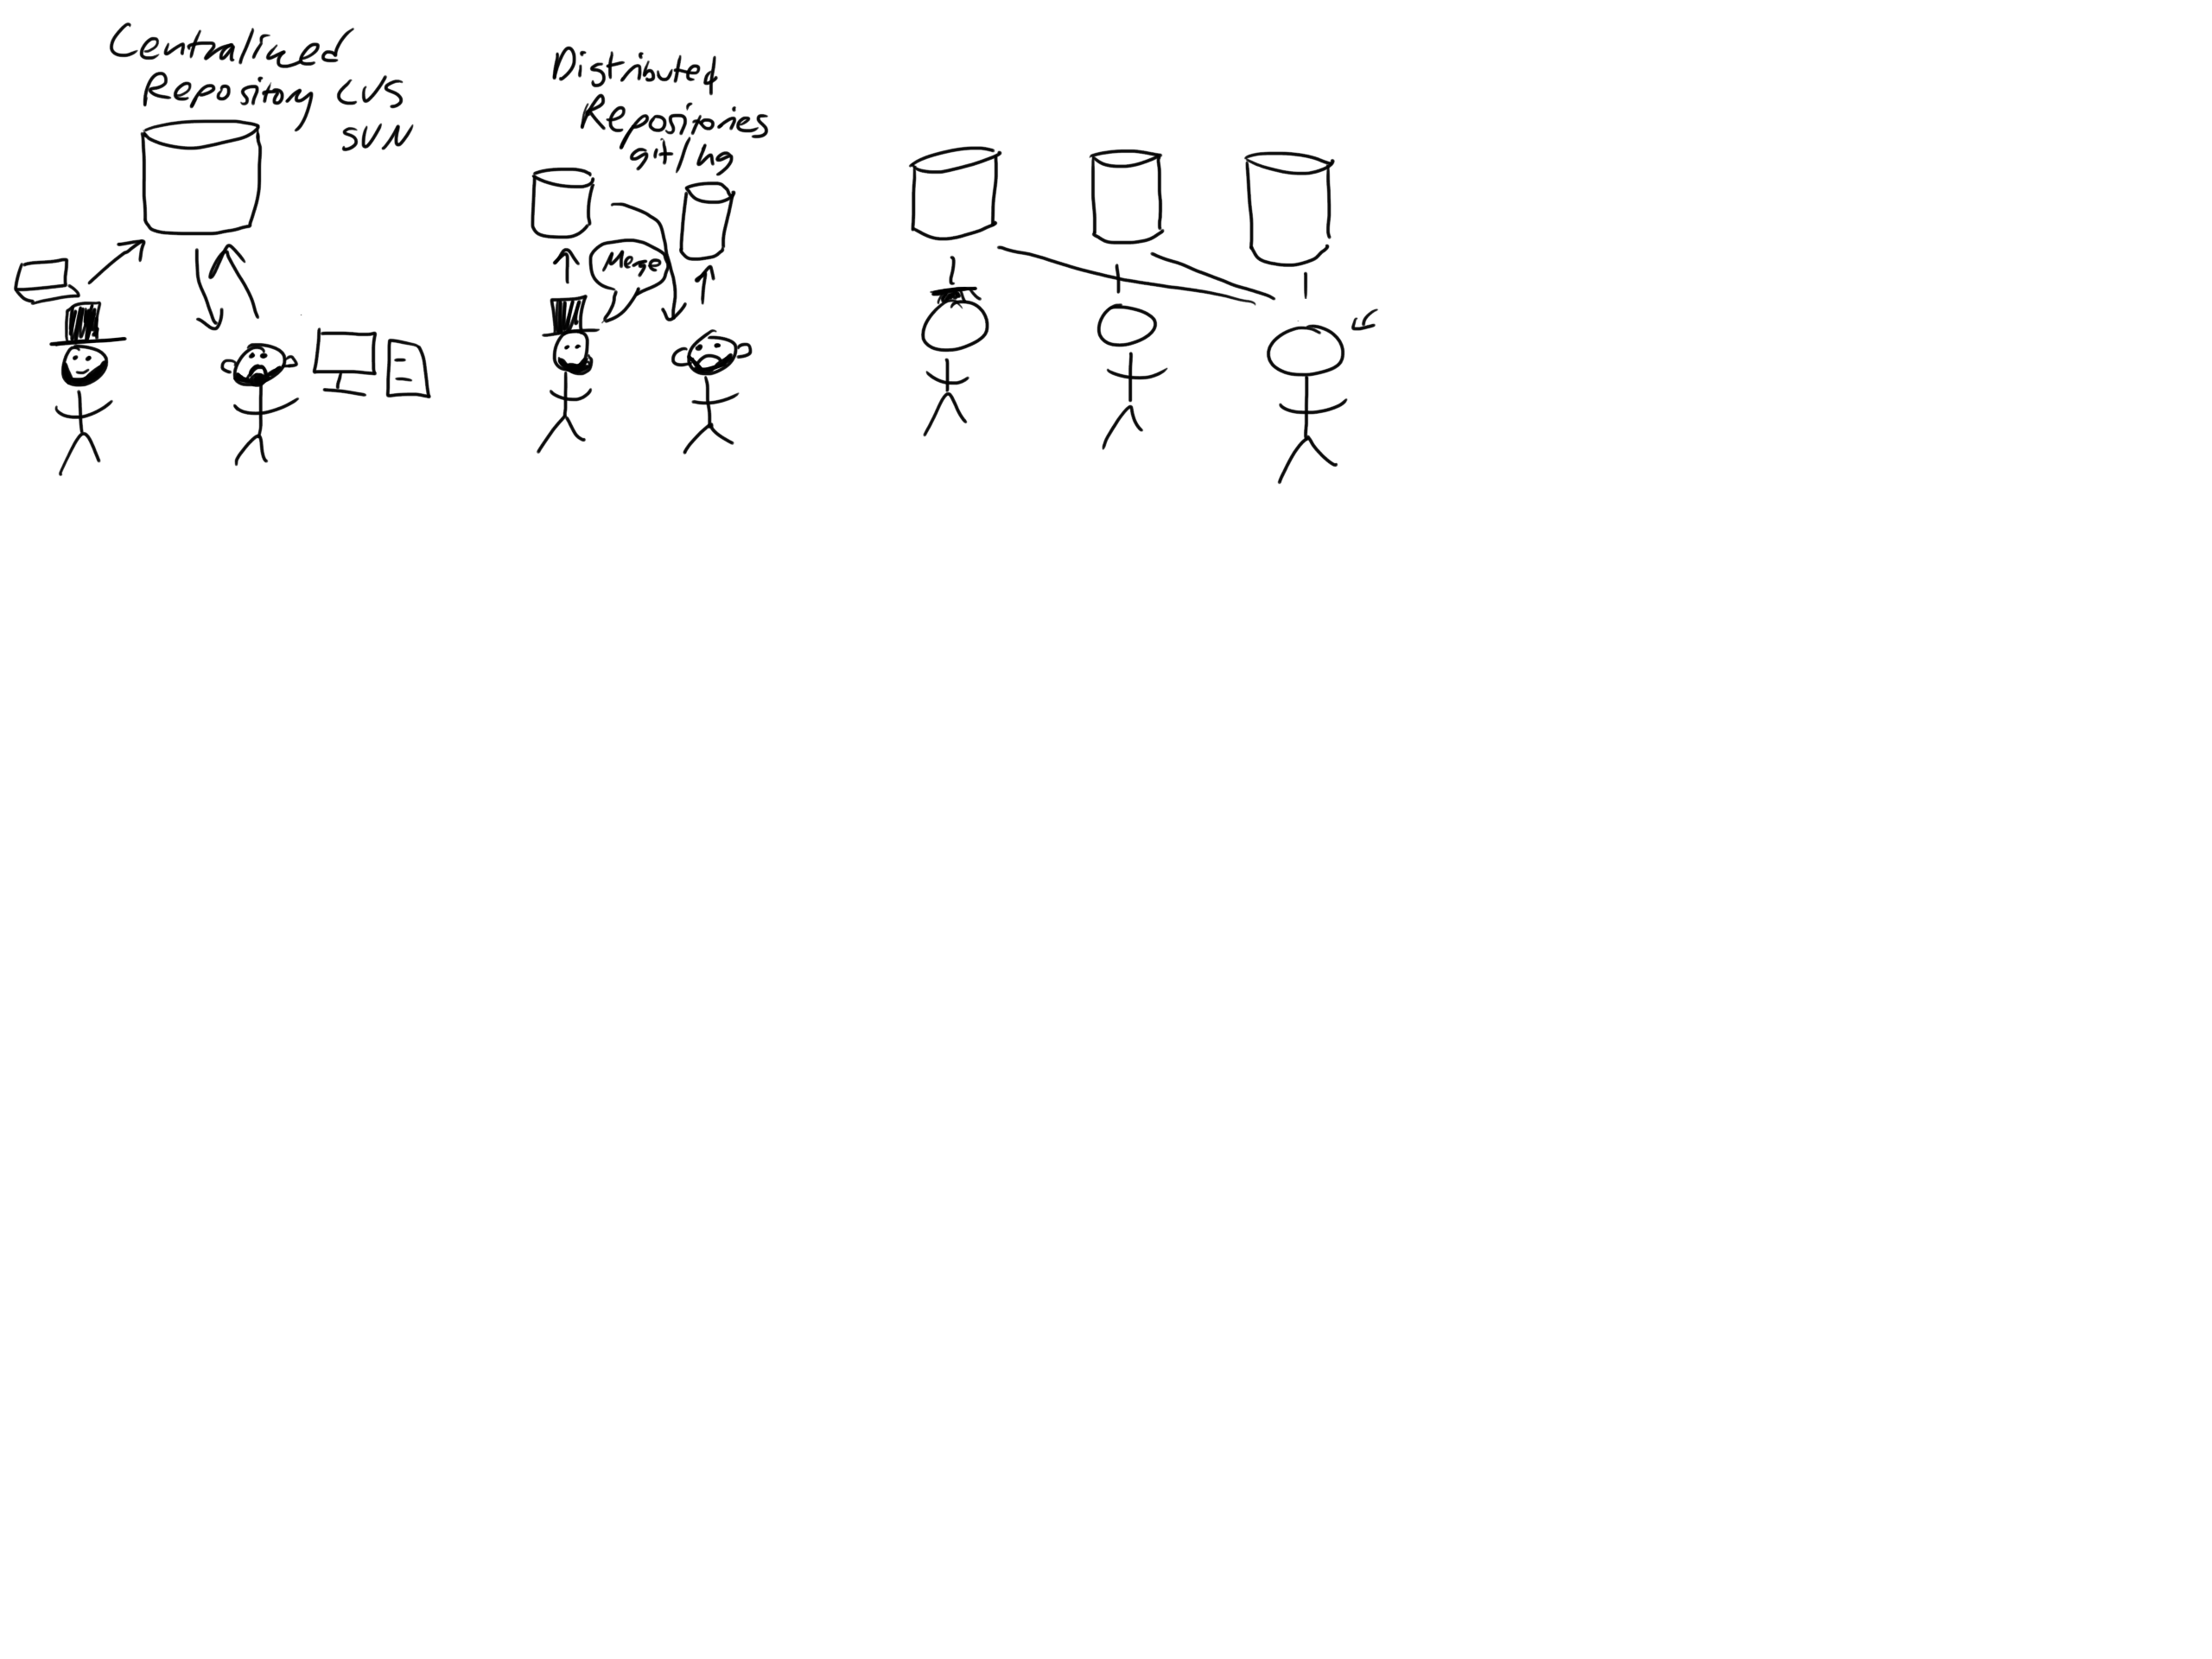 Centralized
Repository CVS
SVN
Distributed
Repositories
git/hg
Merge